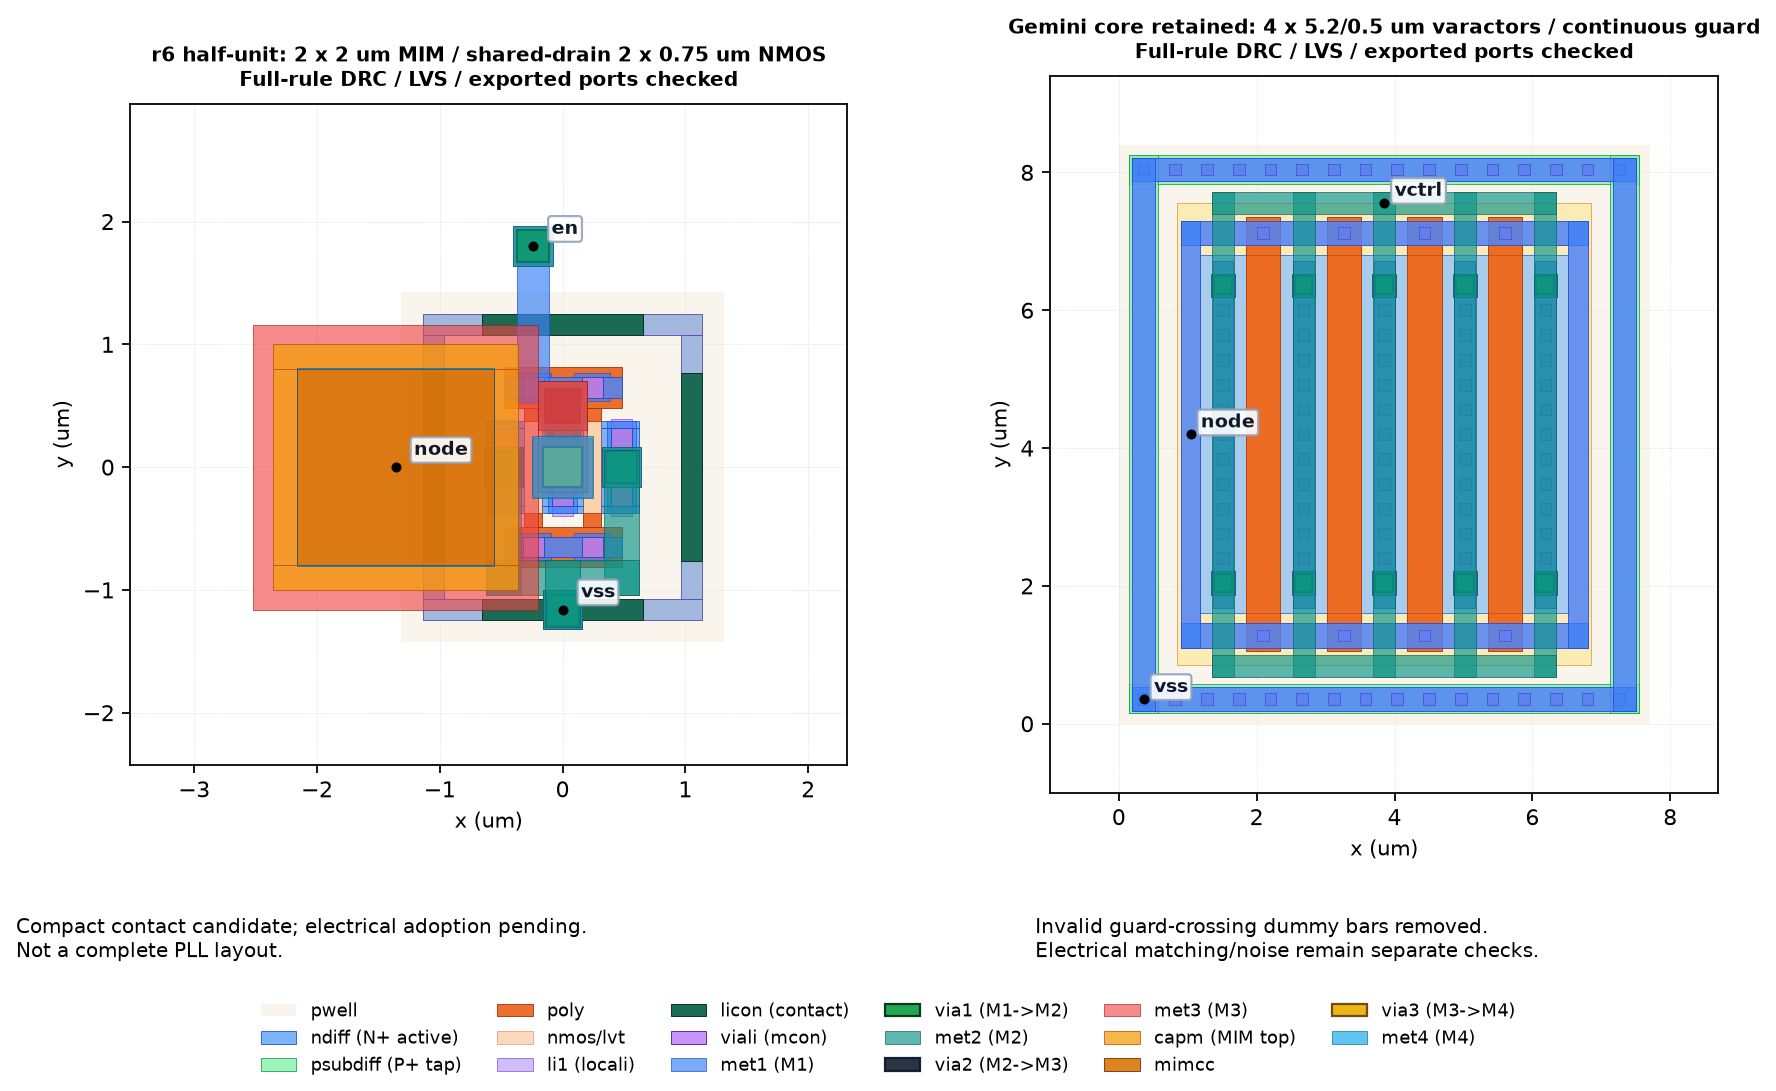 r6 half-unit: 2 x 2 um MIM / shared-drain 2 x 0.75 um NMOS
Full-rule DRC / LVS / exported ports checked
y (um)
2
1
0
−1
−2
en
node
vss
−3
−2
−1
0
1
2
x (um)
Gemini core retained: 4 x 5.2/0.5 um varactors / continuous guard
Full-rule DRC / LVS / exported ports checked
y (um)
8
6
4
2
0
vctrl
node
vss
0
2
4
6
8
x (um)
Compact contact candidate; electrical adoption pending.
Not a complete PLL layout.
Invalid guard-crossing dummy bars removed.
Electrical matching/noise remain separate checks.
pwell
ndiff (N+ active)
psubdiff (P+ tap)
poly
nmos/lvt
li1 (locali)
licon (contact)
viali (mcon)
met1 (M1)
via1 (M1->M2)
met2 (M2)
via2 (M2->M3)
met3 (M3)
capm (MIM top)
mimcc
via3 (M3->M4)
met4 (M4)